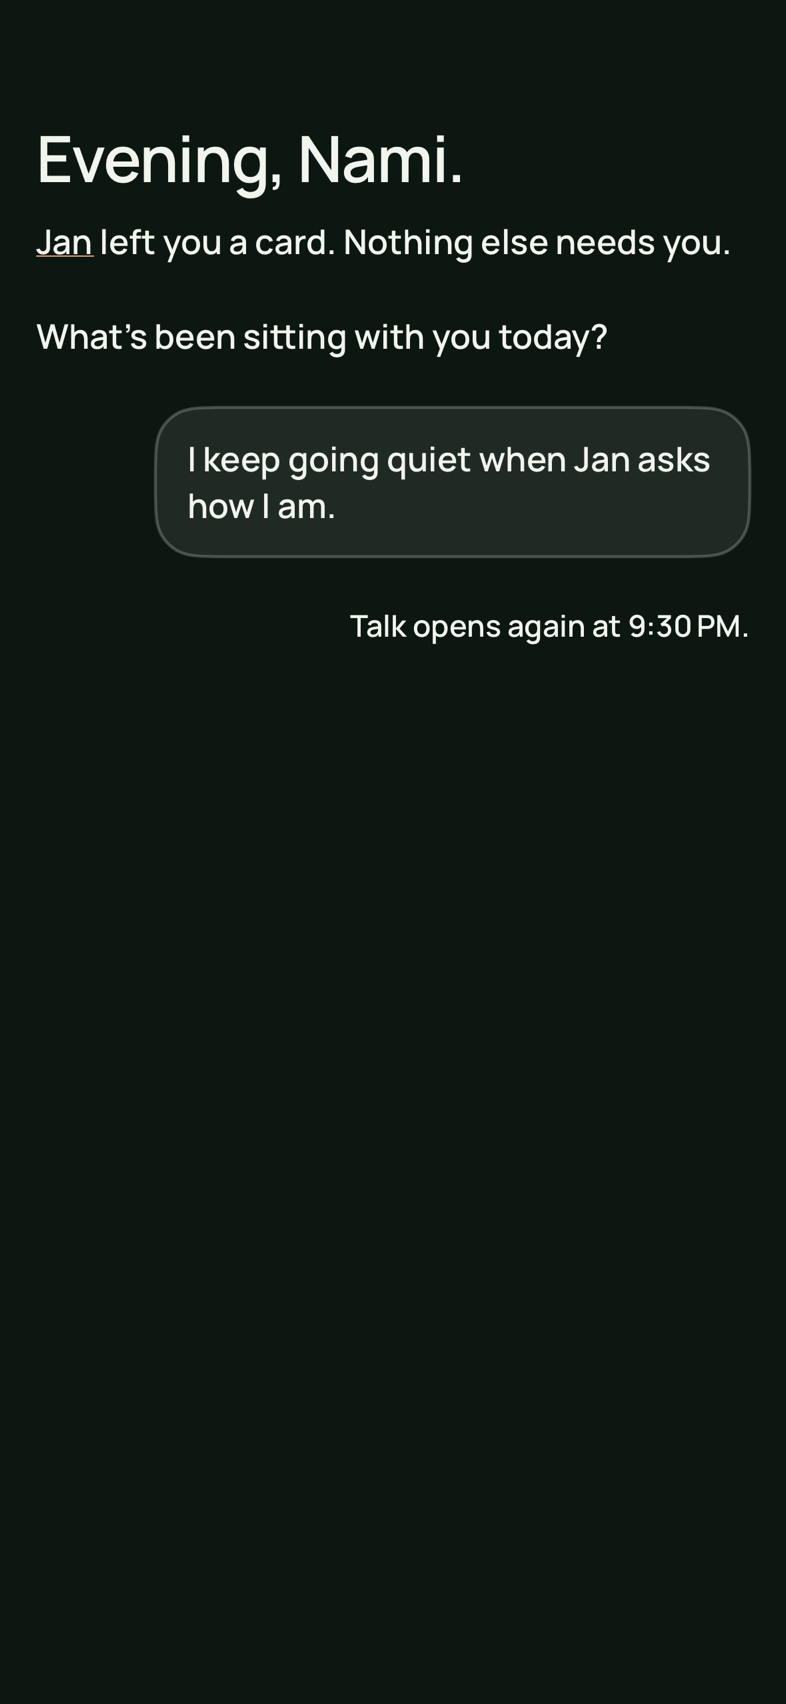 Evening, Nami.
Jan left you a card. Nothing else needs you.
What’s been sitting with you today?
I keep going quiet when Jan asks
how I am.
Talk opens again at 9:30 PM.